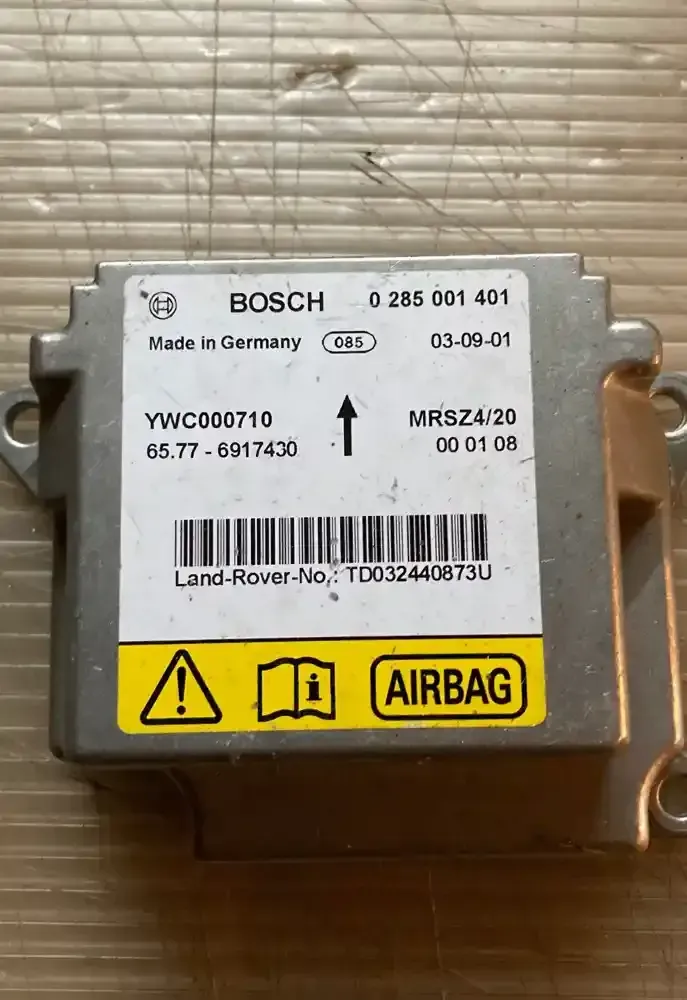 BOSCH 0 285 001 401
Made in Germany 085 03-09-01
YWC000710 MRSZ4/20
65.77 - 6917430 00 01 08
Land-Rover-No.: TD032440873U
i AIRBAG